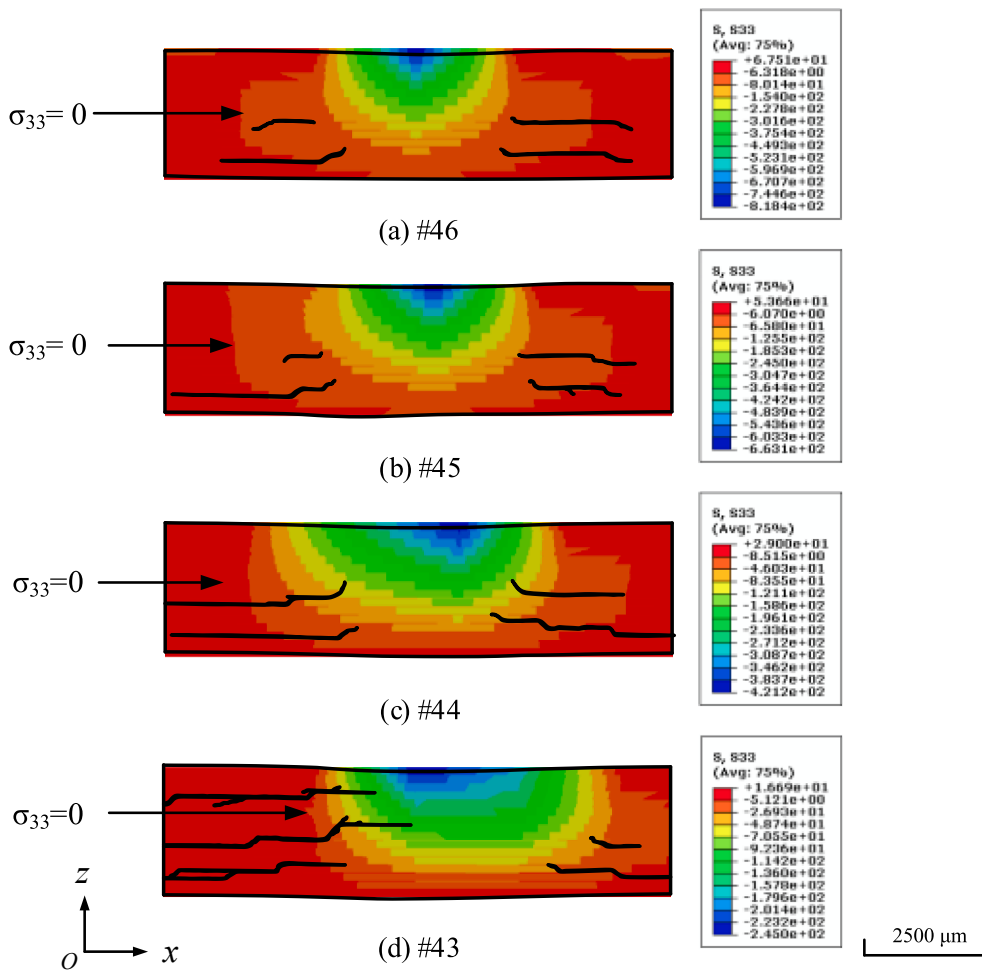 S, S33
(Avg: 75%)
+6.751e+01
-6.318e+00
-8.014e+01
-1.540e+02
-2.278e+02
-3.016e+02
-3.754e+02
-4.493e+02
-5.231e+02
-5.969e+02
-6.707e+02
-7.446e+02
-8.184e+02
σ33= 0
(a) #46
S, S33
(Avg: 75%)
+5.366e+01
-6.070e+00
-6.580e+01
-1.255e+02
-1.853e+02
-2.450e+02
-3.047e+02
-3.644e+02
-4.242e+02
-4.839e+02
-5.436e+02
-6.033e+02
-6.631e+02
σ33= 0
(b) #45
S, S33
(Avg: 75%)
+2.900e+01
-8.515e+00
-4.603e+01
-8.355e+01
-1.211e+02
-1.586e+02
-1.961e+02
-2.336e+02
-2.712e+02
-3.087e+02
-3.462e+02
-3.837e+02
-4.212e+02
σ33=0
(c) #44
S, S33
(Avg: 75%)
+1.669e+01
-5.121e+00
-2.693e+01
-4.874e+01
-7.055e+01
-9.236e+01
-1.142e+02
-1.360e+02
-1.578e+02
-1.796e+02
-2.014e+02
-2.232e+02
-2.450e+02
σ33=0
z
O
x
(d) #43
2500 μm